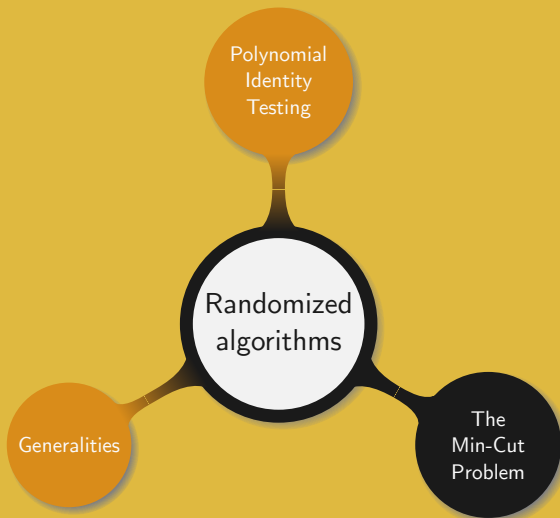 Polynomial
Identity
Testing
Randomized
algorithms
Generalities
The
Min-Cut
Problem